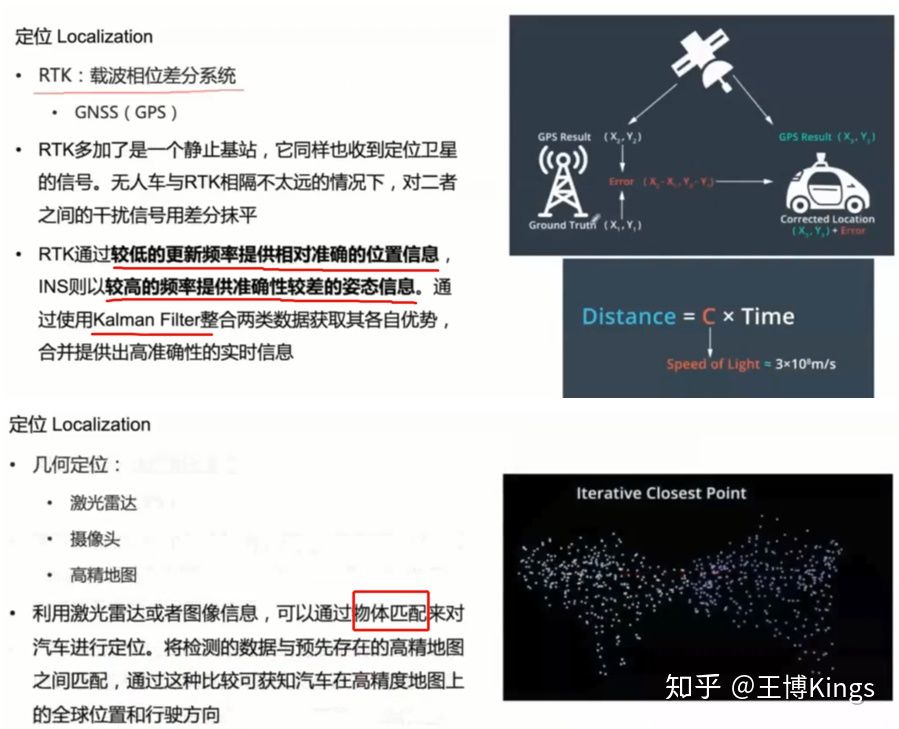 定位 Localization
• RTK：载波相位差分系统
• GNSS（GPS）
• RTK多加了是一个静止基站，它同样也收到定位卫星
的信号。无人车与RTK相隔不太远的情况下，对二者
之间的干扰信号用差分抹平
• RTK通过较低的更新频率提供相对准确的位置信息，
INS则以较高的频率提供准确性较差的姿态信息。通
过使用Kalman Filter整合两类数据获取其各自优势，
合并提供出高准确性的实时信息
GPS Result (X₂,Y₂)
GPS Result (X₃,Y₃)
Error (X₂-X₁,Y₂-Y₁)
Ground Truth (X₁,Y₁)
Corrected Location
(X₃,Y₃)+Error
Distance = C × Time
Speed of Light ≈ 3×10⁸m/s
定位 Localization
• 几何定位：
• 激光雷达
• 摄像头
• 高精地图
• 利用激光雷达或者图像信息，可以通过物体匹配来对
汽车进行定位。将检测的数据与预先存在的高精地图
之间匹配，通过这种比较可获知汽车在高精度地图上
的全球位置和行驶方向
Iterative Closest Point
知乎 @王博Kings